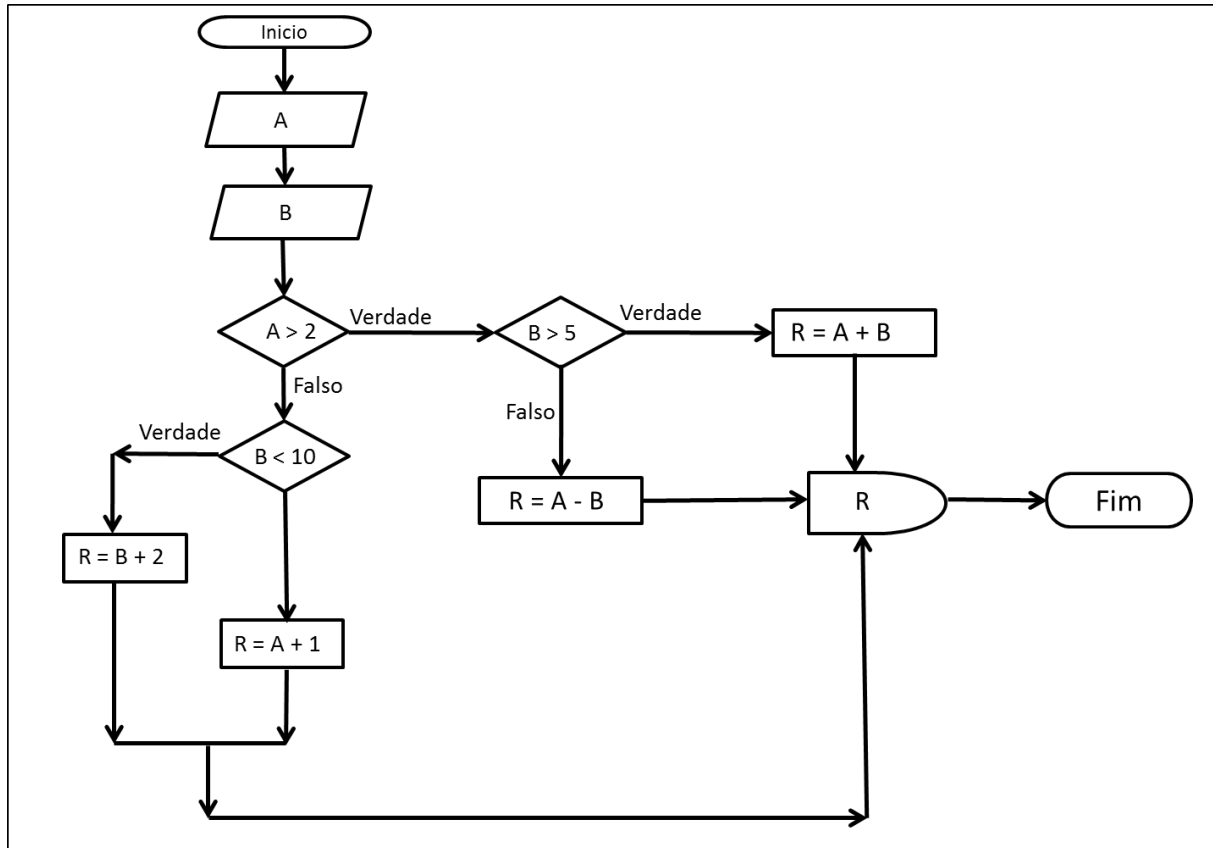 Inicio
A
B
A > 2
Verdade
B > 5
Verdade
R = A + B
Falso
Falso
Verdade
B < 10
R = A - B
R
Fim
R = B + 2
R = A + 1